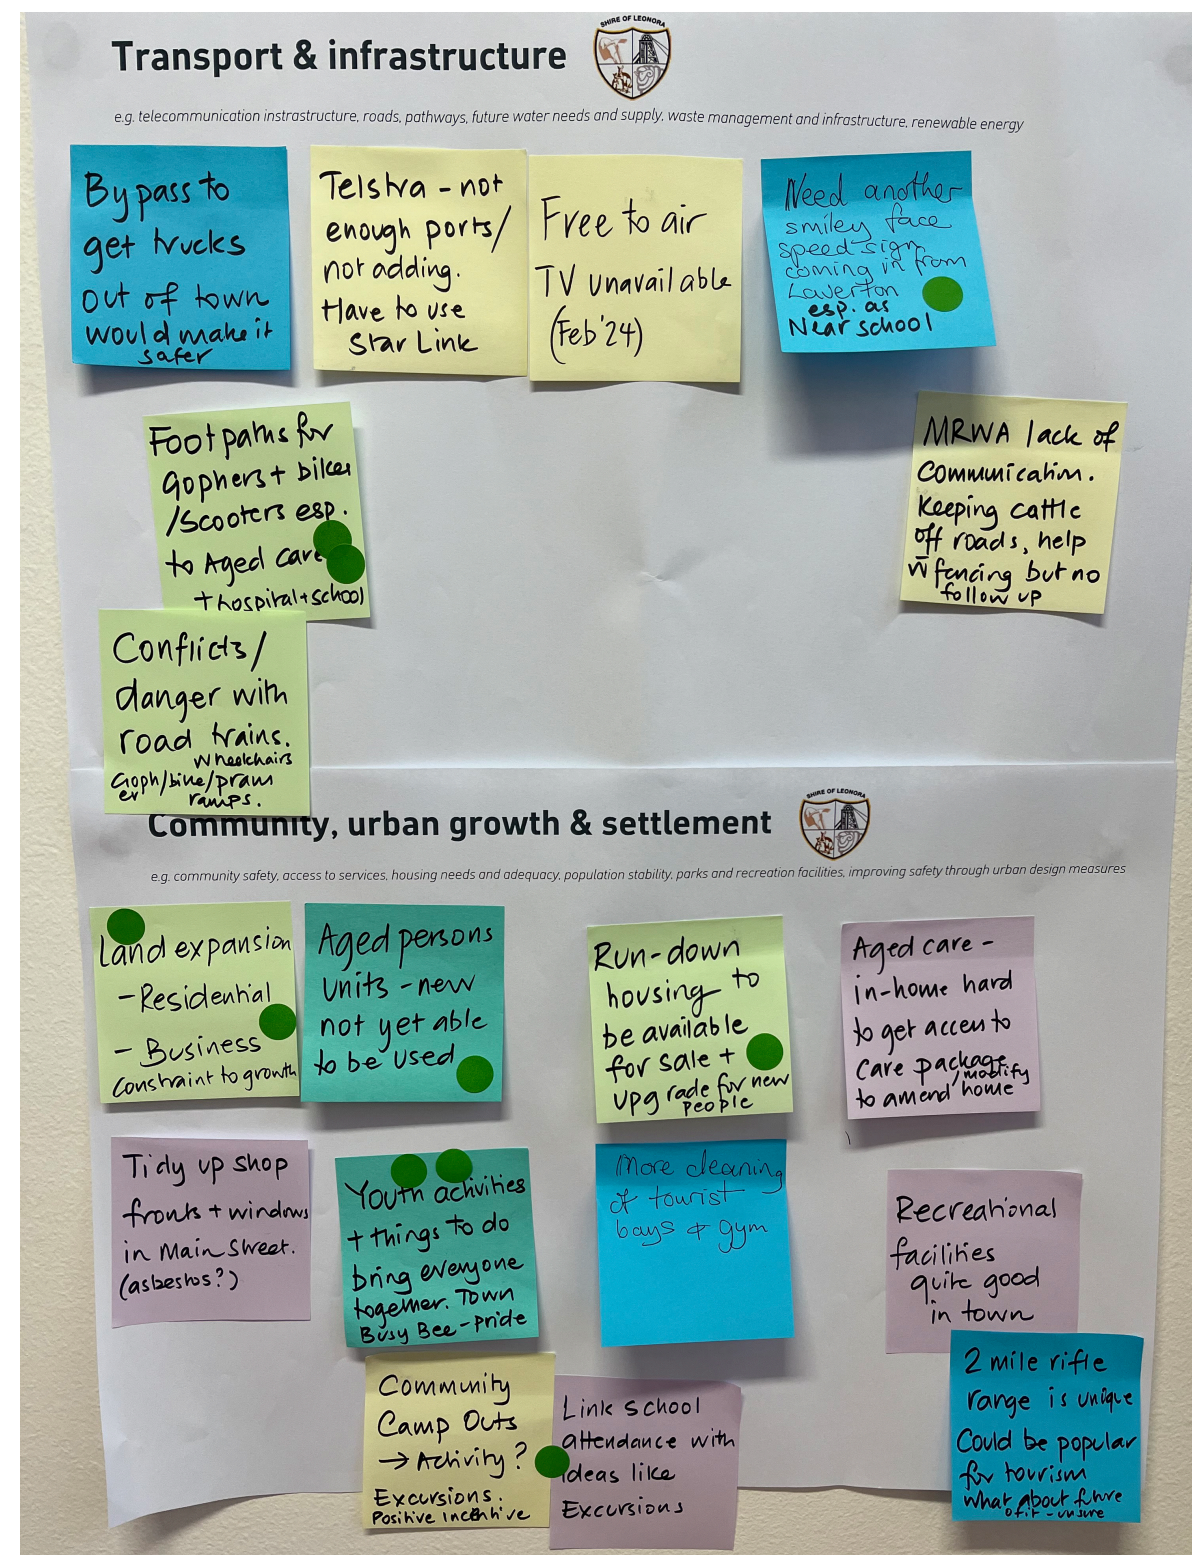 Transport & infrastructure
SHIRE OF LEONORA
e.g. telecommunication instrastructure, roads, pathways, future water needs and supply, waste management and infrastructure, renewable energy
Bypass to
get trucks
out of town
would make it
safer
Telstra - not
enough ports/
not adding.
Have to use
Star Link
Free to air
TV unavailable
(Feb '24)
Need another
smiley face
speed sign
coming in from
Laverton
esp. as
Near school
Footpaths for
Gophers + bikes
/Scooters esp.
to Aged care
+ hospital + school
MRWA lack of
Communication.
Keeping cattle
off roads, help
w fencing but no
follow up
Conflicts/
danger with
road trains.
Wheelchairs
Goph/bike/pram
er ramps.
Community, urban growth & settlement
SHIRE OF LEONORA
e.g. community safety, access to services, housing needs and adequacy, population stability, parks and recreation facilities, improving safety through urban design measures
Land expansion
- Residential
- Business
Constraint to growth
Aged persons
units - new
not yet able
to be used
Run-down
housing to
be available
for sale +
upgrade for new
people
Aged care -
in-home hard
to get access to
care package
to amend/modify
home
Tidy up shop
fronts + windows
in Main Street.
(asbestos?)
Youth activities
+ things to do
bring everyone
together. Town
Busy Bee - pride
More cleaning
of tourist
bays & gym
Recreational
facilities
quite good
in town
Community
Camp Outs
→ Activity?
Excursions.
Positive Incentive
Link school
attendance with
ideas like
Excursions
2 mile rifle
range is unique
Could be popular
for tourism
what about future
of it - unsure